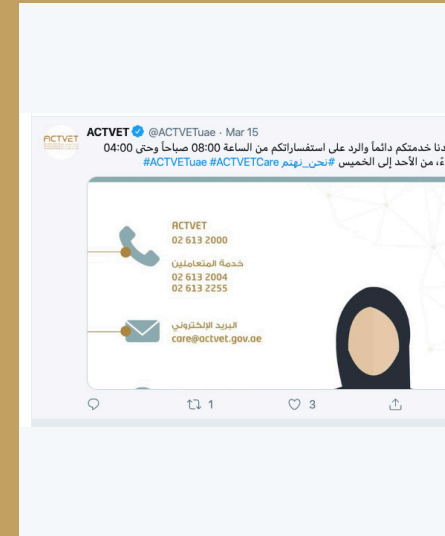 ACTVET
ACTVET @ACTVETuae · Mar 15
خدمتكم دائماً والرد على استفساراتكم من الساعة 08:00 صباحاً وحتى 04:00
، من الأحد إلى الخميس #نحن_نهتم #ACTVETuae #ACTVETCare
ACTVET
02 613 2000
خدمة المتعاملين
02 613 2004
02 613 2255
البريد الإلكتروني
care@actvet.gov.ae
1
3